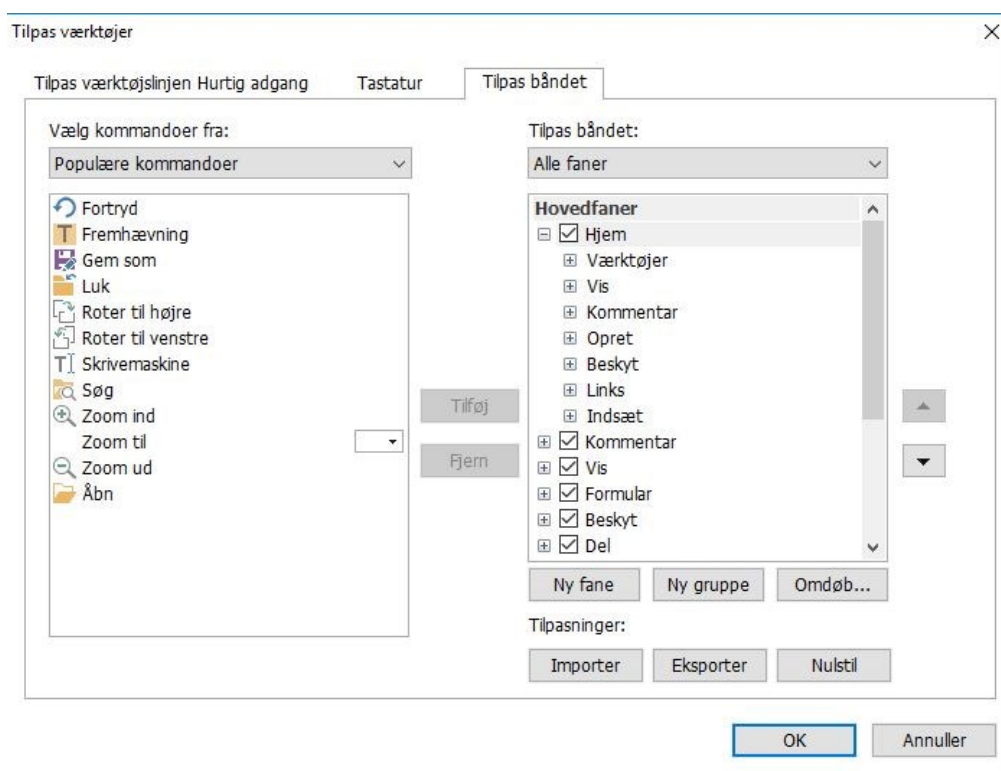 Tilpas værktøjer
Tilpas værktøjslinjen Hurtig adgang
Tastatur
Tilpas båndet
Vælg kommandoer fra:
Populære kommandoer
Fortryd
Fremhævning
Gem som
Luk
Roter til højre
Roter til venstre
Skrivemaskine
Søg
Zoom ind
Zoom til
Zoom ud
Åbn
Tilføj
Fjern
Tilpas båndet:
Alle faner
Hovedfaner
Hjem
Værktøjer
Vis
Kommentar
Opret
Beskyt
Links
Indsæt
Kommentar
Vis
Formular
Beskyt
Del
Ny fane
Ny gruppe
Omdøb...
Tilpasninger:
Importer
Eksporter
Nulstil
OK
Annuller